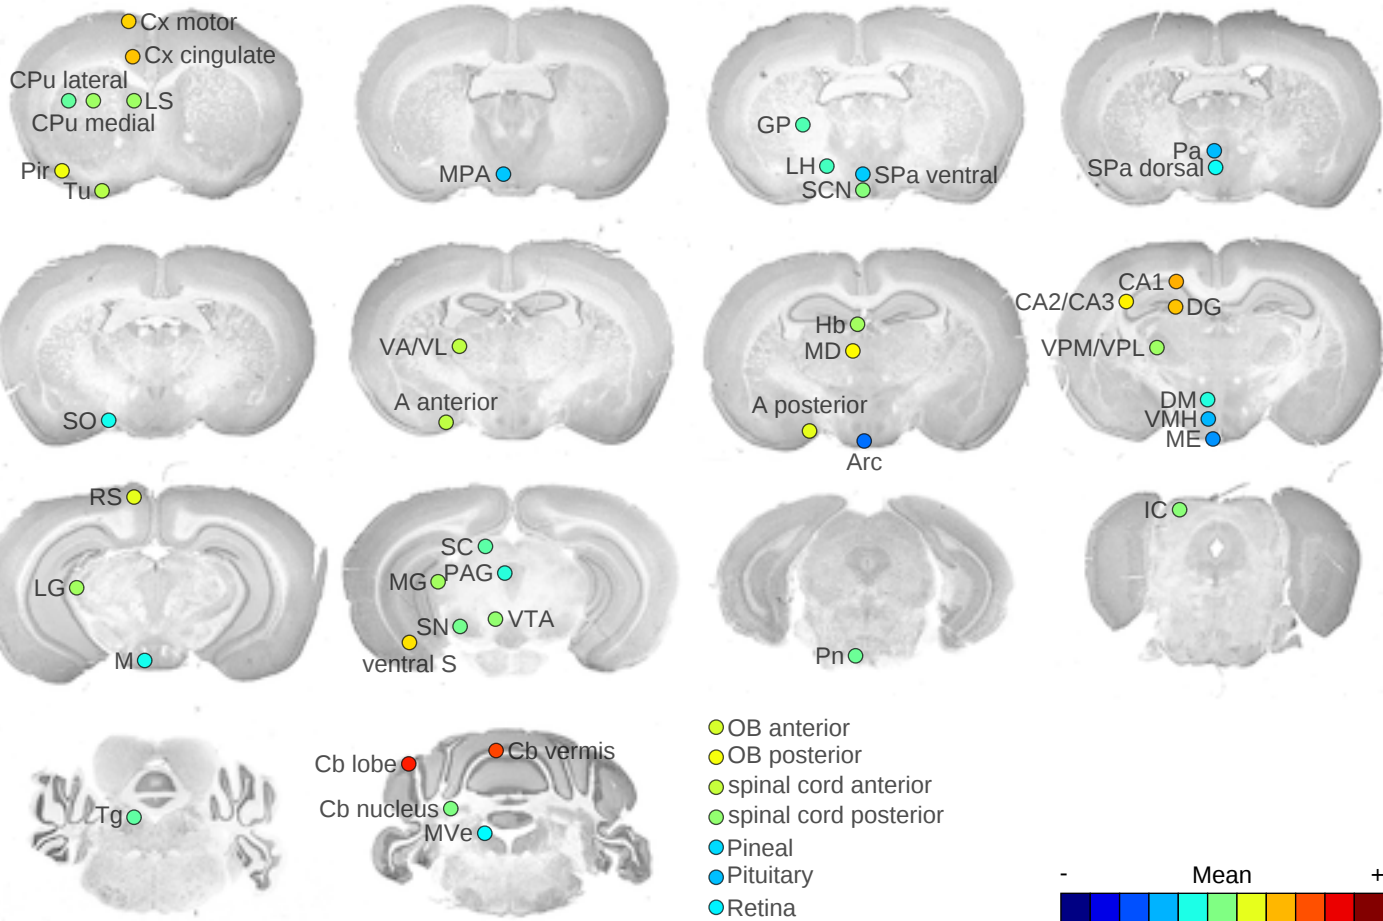 Cx motor
Cx cingulate
CPu lateral
LS
CPu medial
Pir
Tu
MPA
GP
LH
SPa ventral
SCN
Pa
SPa dorsal
SO
VA/VL
A anterior
Hb
MD
A posterior
Arc
CA1
CA2/CA3
DG
VPM/VPL
DM
VMH
ME
RS
LG
M
SC
PAG
MG
VTA
SN
ventral S
Pn
IC
Tg
Cb lobe
Cb vermis
Cb nucleus
MVe
OB anterior
OB posterior
spinal cord anterior
spinal cord posterior
Pineal
Pituitary
Retina
- Mean +